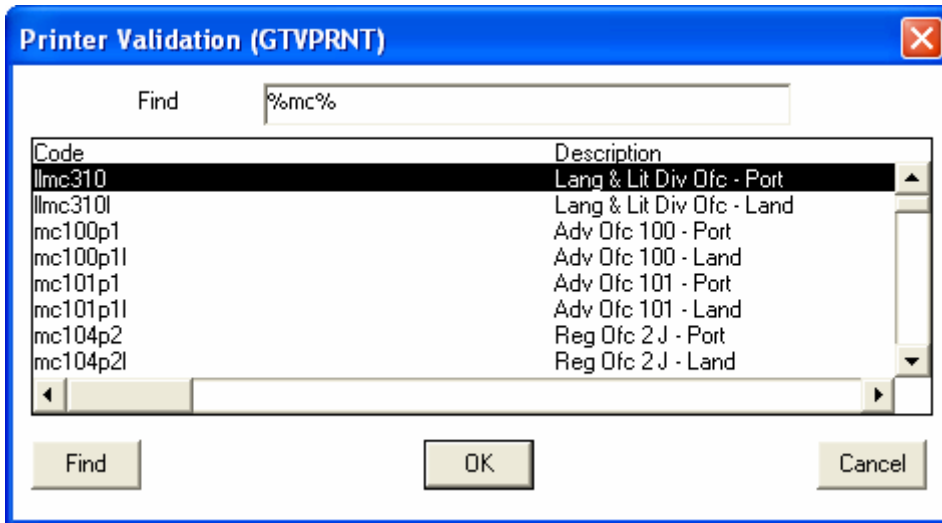 Printer Validation (GTVPRNT)
Find %mc%
Code Description
llmc310 Lang & Lit Div Ofc - Port
llmc310l Lang & Lit Div Ofc - Land
mc100p1 Adv Ofc 100 - Port
mc100p1l Adv Ofc 100 - Land
mc101p1 Adv Ofc 101 - Port
mc101p1l Adv Ofc 101 - Land
mc104p2 Reg Ofc 2 J - Port
mc104p2l Reg Ofc 2 J - Land
Find OK Cancel